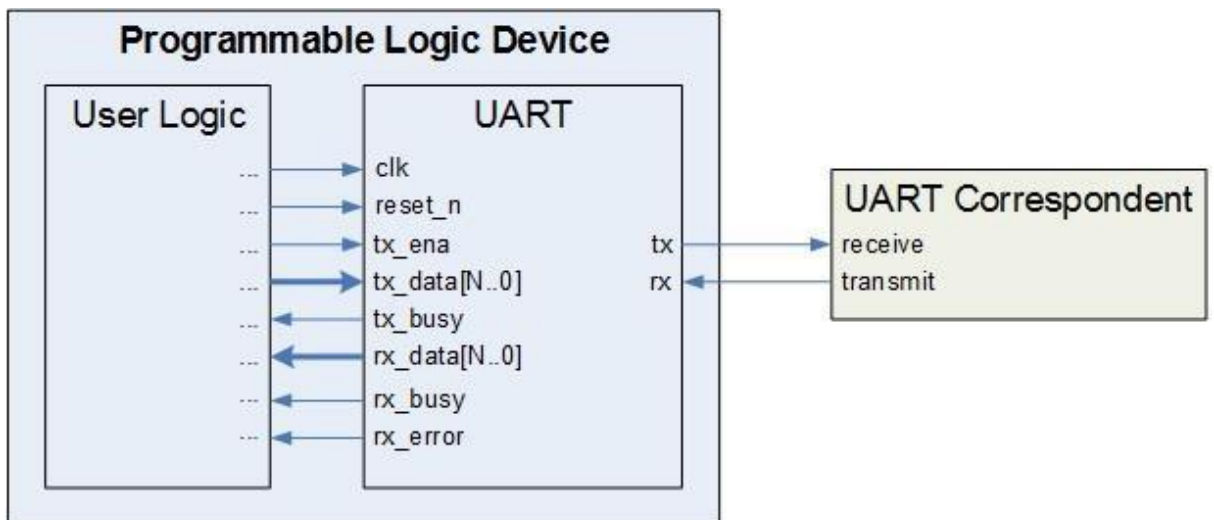 Programmable Logic Device
User Logic
UART
... clk
... reset_n
... tx_ena
... tx_data[N..0]
... tx_busy
... rx_data[N..0]
... rx_busy
... rx_error
tx
rx
UART Correspondent
receive
transmit